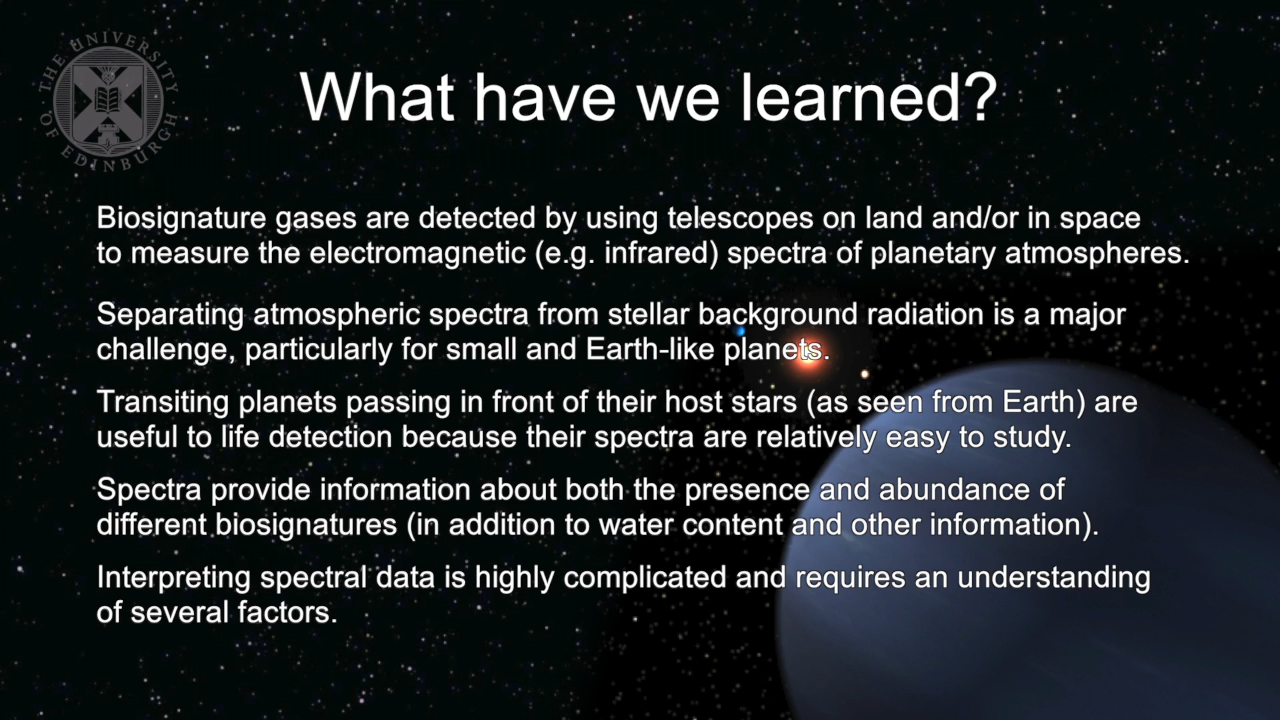 THE UNIVERSITY OF EDINBURGH
What have we learned?
Biosignature gases are detected by using telescopes on land and/or in space
to measure the electromagnetic (e.g. infrared) spectra of planetary atmospheres.
Separating atmospheric spectra from stellar background radiation is a major
challenge, particularly for small and Earth-like planets.
Transiting planets passing in front of their host stars (as seen from Earth) are
useful to life detection because their spectra are relatively easy to study.
Spectra provide information about both the presence and abundance of
different biosignatures (in addition to water content and other information).
Interpreting spectral data is highly complicated and requires an understanding
of several factors.